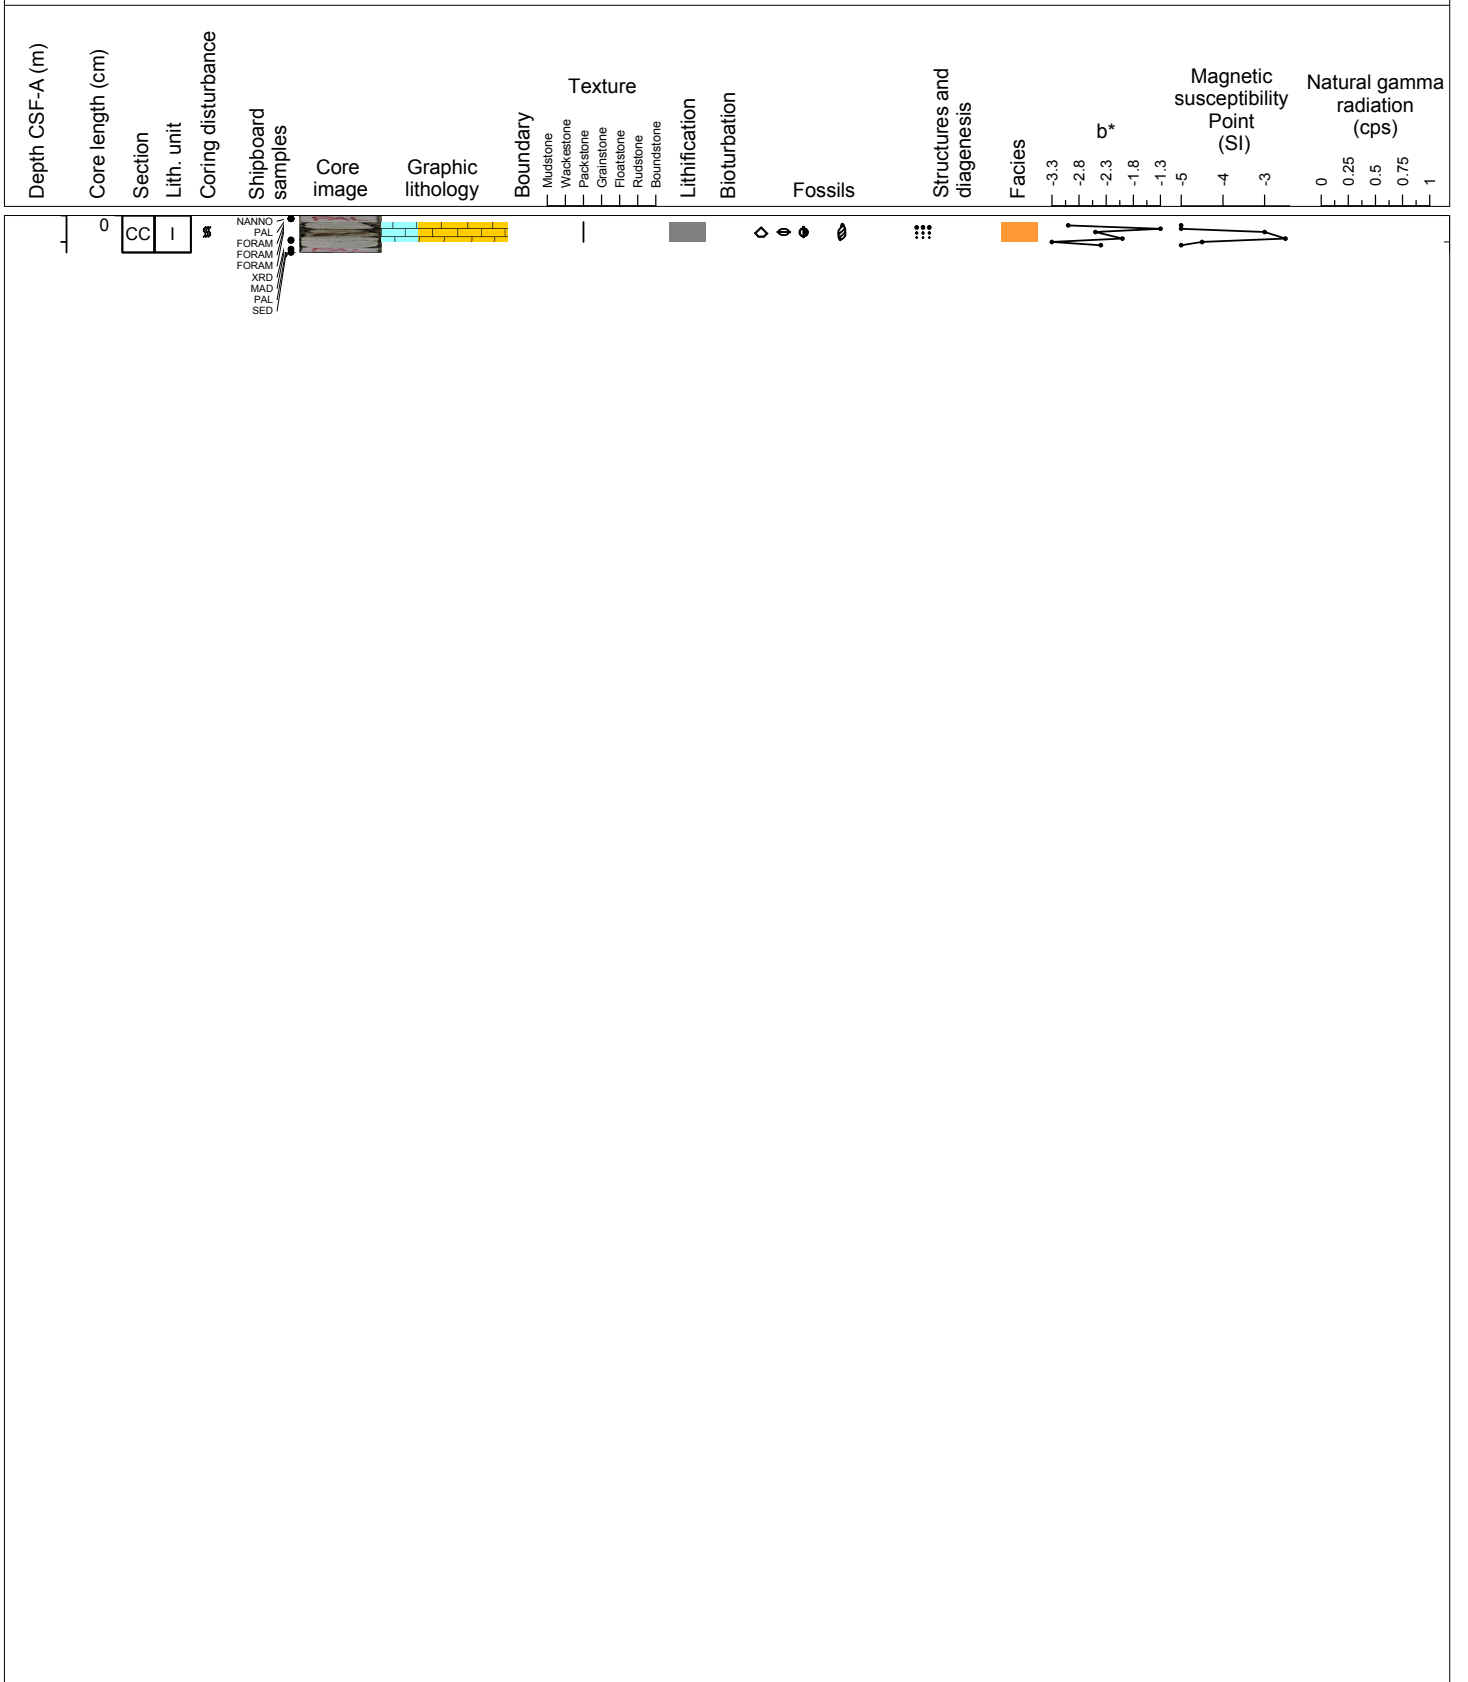 Depth CSF-A (m)
Core length (cm)
Section
Lith. unit
Coring disturbance
Shipboard
samples
Core
image
Graphic
lithology
Boundary
Texture
Mudstone
Wackestone
Packstone
Grainstone
Floatstone
Rudstone
Boundstone
Lithification
Bioturbation
Fossils
Structures and
diagenesis
Facies
b*
-3.3
-2.8
-2.3
-1.8
-1.3
Magnetic
susceptibility
Point
(SI)
-5
-4
-3
Natural gamma
radiation
(cps)
0
0.25
0.5
0.75
1
0
CC
I
NANNO
PAL
FORAM
FORAM
FORAM
XRD
MAD
PAL
SED